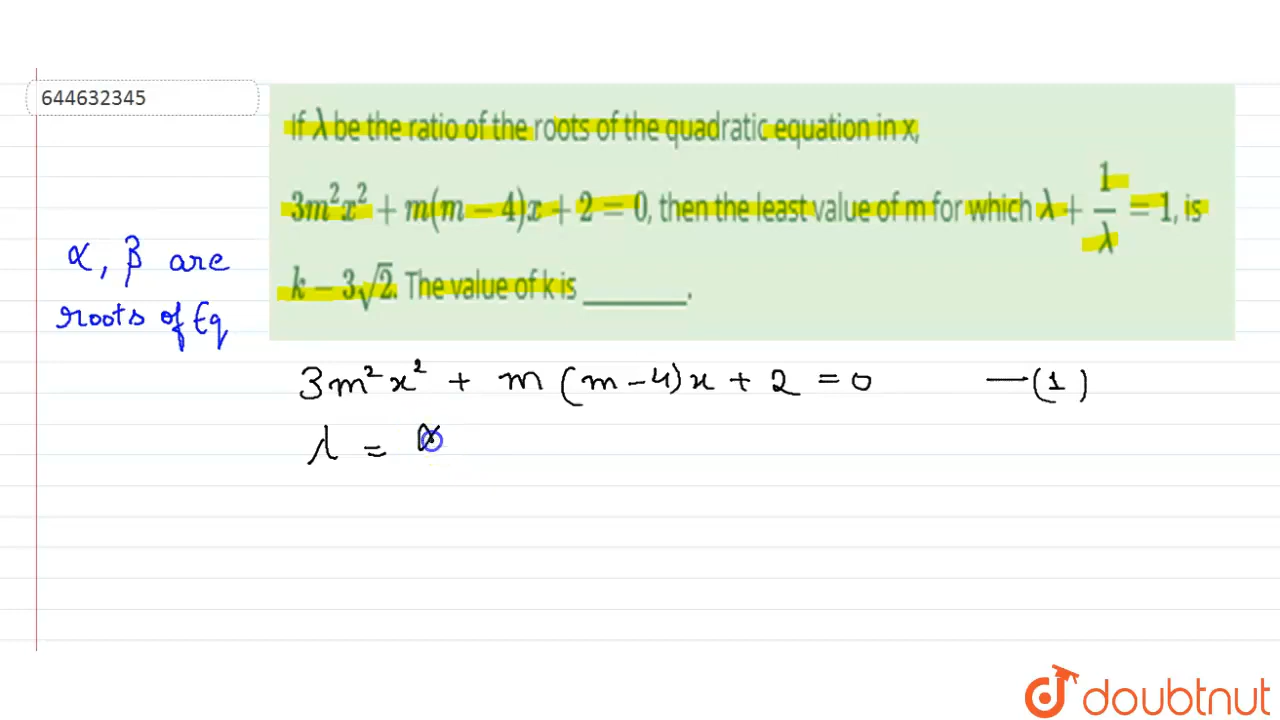 644632345
If λ be the ratio of the roots of the quadratic equation in x,
3m²x² + m(m − 4)x + 2 = 0, then the least value of m for which λ + 1/λ = 1, is
k − 3√2. The value of k is ________.
α, β are
roots of Eq
3m²x² + m(m−4)x + 2 = 0 —(1)
λ = α
doubtnut